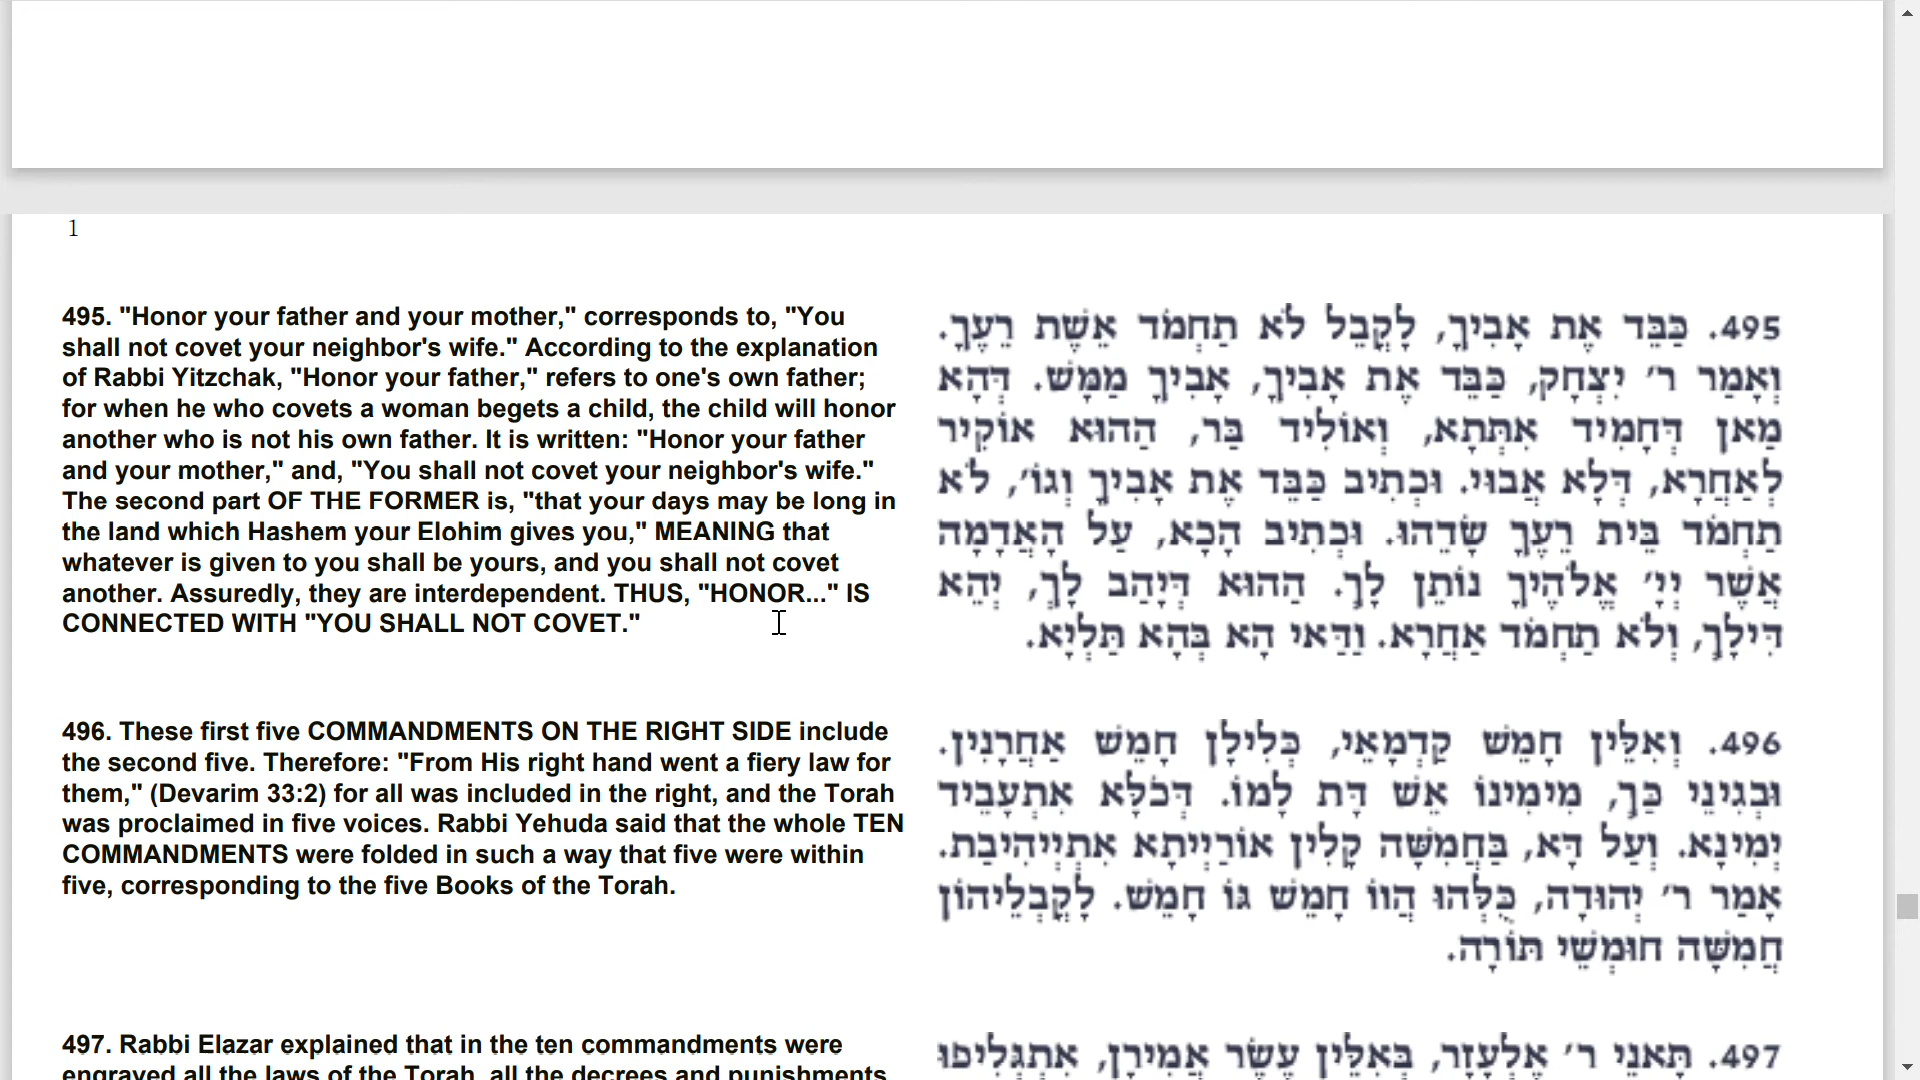 1
495. "Honor your father and your mother," corresponds to, "You
shall not covet your neighbor's wife." According to the explanation
of Rabbi Yitzchak, "Honor your father," refers to one's own father;
for when he who covets a woman begets a child, the child will honor
another who is not his own father. It is written: "Honor your father
and your mother," and, "You shall not covet your neighbor's wife."
The second part OF THE FORMER is, "that your days may be long in
the land which Hashem your Elohim gives you," MEANING that
whatever is given to you shall be yours, and you shall not covet
another. Assuredly, they are interdependent. THUS, "HONOR..." IS
CONNECTED WITH "YOU SHALL NOT COVET."
495. כַּבֵּד אֶת אָבִיךָ, לָקֳבֵל לֹא תַחְמֹד אֵשֶׁת רֵעֶךָ.
וְאָמַר ר׳ יִצְחָק, כַּבֵּד אֶת אָבִיךָ, אָבִיךָ מַמָּשׁ. דְּהָא
מַאן דְּחָמִיד אִתְּתָא, וְאוֹלִיד בַּר, הַהוּא אוֹקִיר
לְאַחֲרָא, דְּלָא אֲבוּי. וּכְתִיב כַּבֵּד אֶת אָבִיךָ וְגוֹ׳, לֹא
תַחְמֹד בֵּית רֵעֶךָ שָׂדֵהוּ. וּכְתִיב הָכָא, עַל הָאֲדָמָה
אֲשֶׁר יְיָ׳ אֱלֹהֶיךָ נוֹתֵן לָךְ. הַהוּא דְּיָהַב לָךְ, יְהֵא
דִּילָךְ, וְלֹא תַחְמֹד אַחֲרָא. וַדַּאי הָא בְּהָא תַּלְיָא.
496. These first five COMMANDMENTS ON THE RIGHT SIDE include
the second five. Therefore: "From His right hand went a fiery law for
them," (Devarim 33:2) for all was included in the right, and the Torah
was proclaimed in five voices. Rabbi Yehuda said that the whole TEN
COMMANDMENTS were folded in such a way that five were within
five, corresponding to the five Books of the Torah.
496. וְאִלֵּין חָמֵשׁ קַדְמָאֵי, כְּלִילָן חָמֵשׁ אַחֲרָנִין.
וּבְגִינֵי כַּךְ, מִימִינוֹ אֵשׁ דָּת לָמוֹ. דְּכֹלָּא אִתְעָבֵיד
יְמִינָא. וְעַל דָּא, בַּחֲמִשָּׁה קָלִין אוֹרַיְיתָא אִתְיְיהִיבַת.
אָמַר ר׳ יְהוּדָה, כֻּלְּהוּ הֲווֹ חָמֵשׁ גּוֹ חָמֵשׁ. לָקֳבְלֵיהוֹן
חֲמִשָּׁה חוּמְשֵׁי תּוֹרָה.
497. Rabbi Elazar explained that in the ten commandments were
engraved all the laws of the Torah, all the decrees and punishments
497. תָּאנֵי ר׳ אֶלְעָזָר, בְּאִלֵּין עֶשֶׂר אֲמִירָן, אִתְגְּלִיפוּ